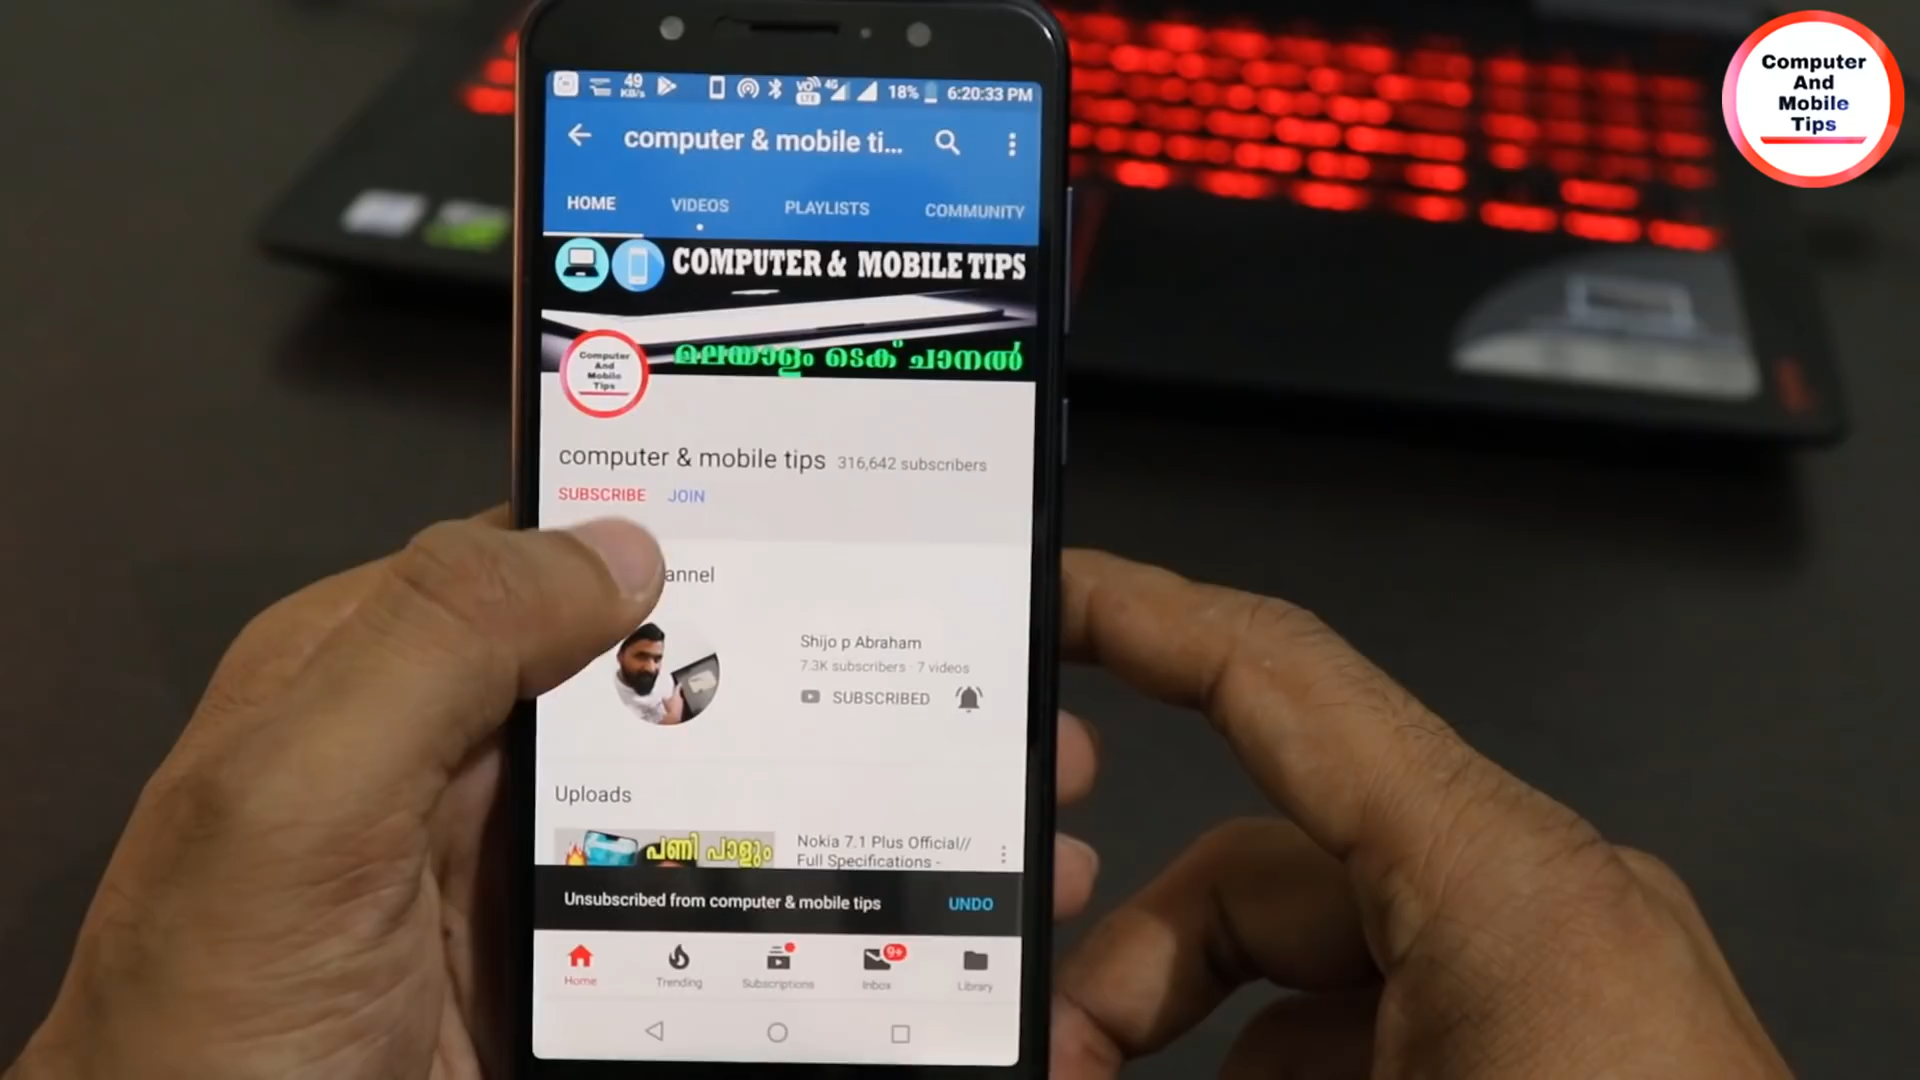 Computer
And
Mobile
Tips
49
KB/s
VO))
LTE
4G
18%
6:20:33 PM
computer & mobile ti...
HOME
VIDEOS
PLAYLISTS
COMMUNITY
COMPUTER & MOBILE TIPS
മലയാളം ടെക് ചാനൽ
Computer
And
Mobile
Tips
computer & mobile tips 316,642 subscribers
SUBSCRIBE JOIN
annel
Shijo p Abraham
7.3K subscribers · 7 videos
SUBSCRIBED
Uploads
പണി പാളും
Nokia 7.1 Plus Official//
Full Specifications -
Unsubscribed from computer & mobile tips UNDO
9+
Home
Trending
Subscriptions
Inbox
Library